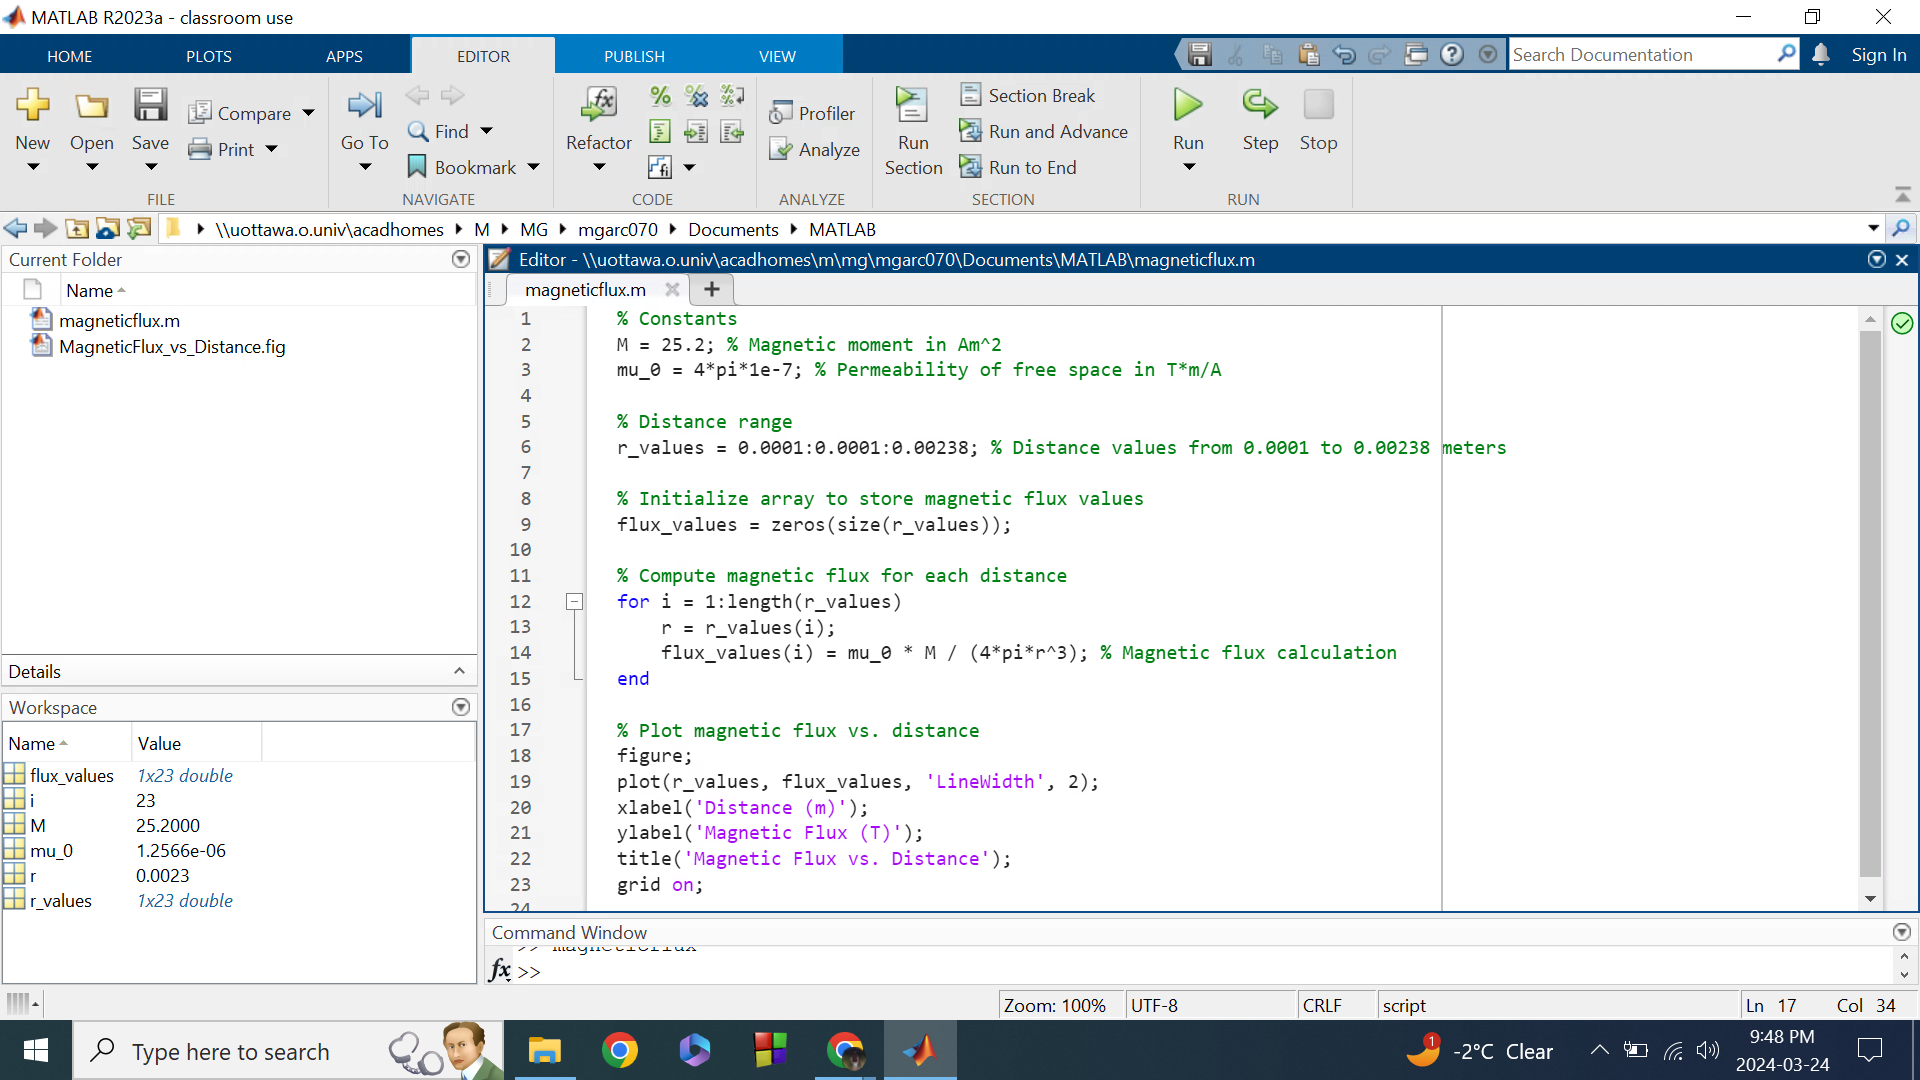 MATLAB R2023a - classroom use
HOME PLOTS APPS EDITOR PUBLISH VIEW Search Documentation Sign In
New Open Save Compare Print FILE
Go To Find Bookmark NAVIGATE
Refactor CODE
Profiler Analyze ANALYZE
Run Section Section Break Run and Advance Run to End SECTION
Run Step Stop RUN
\\uottawa.o.univ\acadhomes M MG mgarc070 Documents MATLAB
Current Folder
Name
magneticflux.m
MagneticFlux_vs_Distance.fig
Details
Workspace
Name Value
flux_values 1x23 double
i 23
M 25.2000
mu_0 1.2566e-06
r 0.0023
r_values 1x23 double
Editor - \\uottawa.o.univ\acadhomes\m\mg\mgarc070\Documents\MATLAB\magneticflux.m
magneticflux.m
1 % Constants
2 M = 25.2; % Magnetic moment in Am^2
3 mu_0 = 4*pi*1e-7; % Permeability of free space in T*m/A
4
5 % Distance range
6 r_values = 0.0001:0.0001:0.00238; % Distance values from 0.0001 to 0.00238 meters
7
8 % Initialize array to store magnetic flux values
9 flux_values = zeros(size(r_values));
10
11 % Compute magnetic flux for each distance
12 for i = 1:length(r_values)
13 r = r_values(i);
14 flux_values(i) = mu_0 * M / (4*pi*r^3); % Magnetic flux calculation
15 end
16
17 % Plot magnetic flux vs. distance
18 figure;
19 plot(r_values, flux_values, 'LineWidth', 2);
20 xlabel('Distance (m)');
21 ylabel('Magnetic Flux (T)');
22 title('Magnetic Flux vs. Distance');
23 grid on;
24
Command Window
>> magneticflux
fx >>
Zoom: 100% UTF-8 CRLF script Ln 17 Col 34
Type here to search
1 -2°C Clear
9:48 PM
2024-03-24